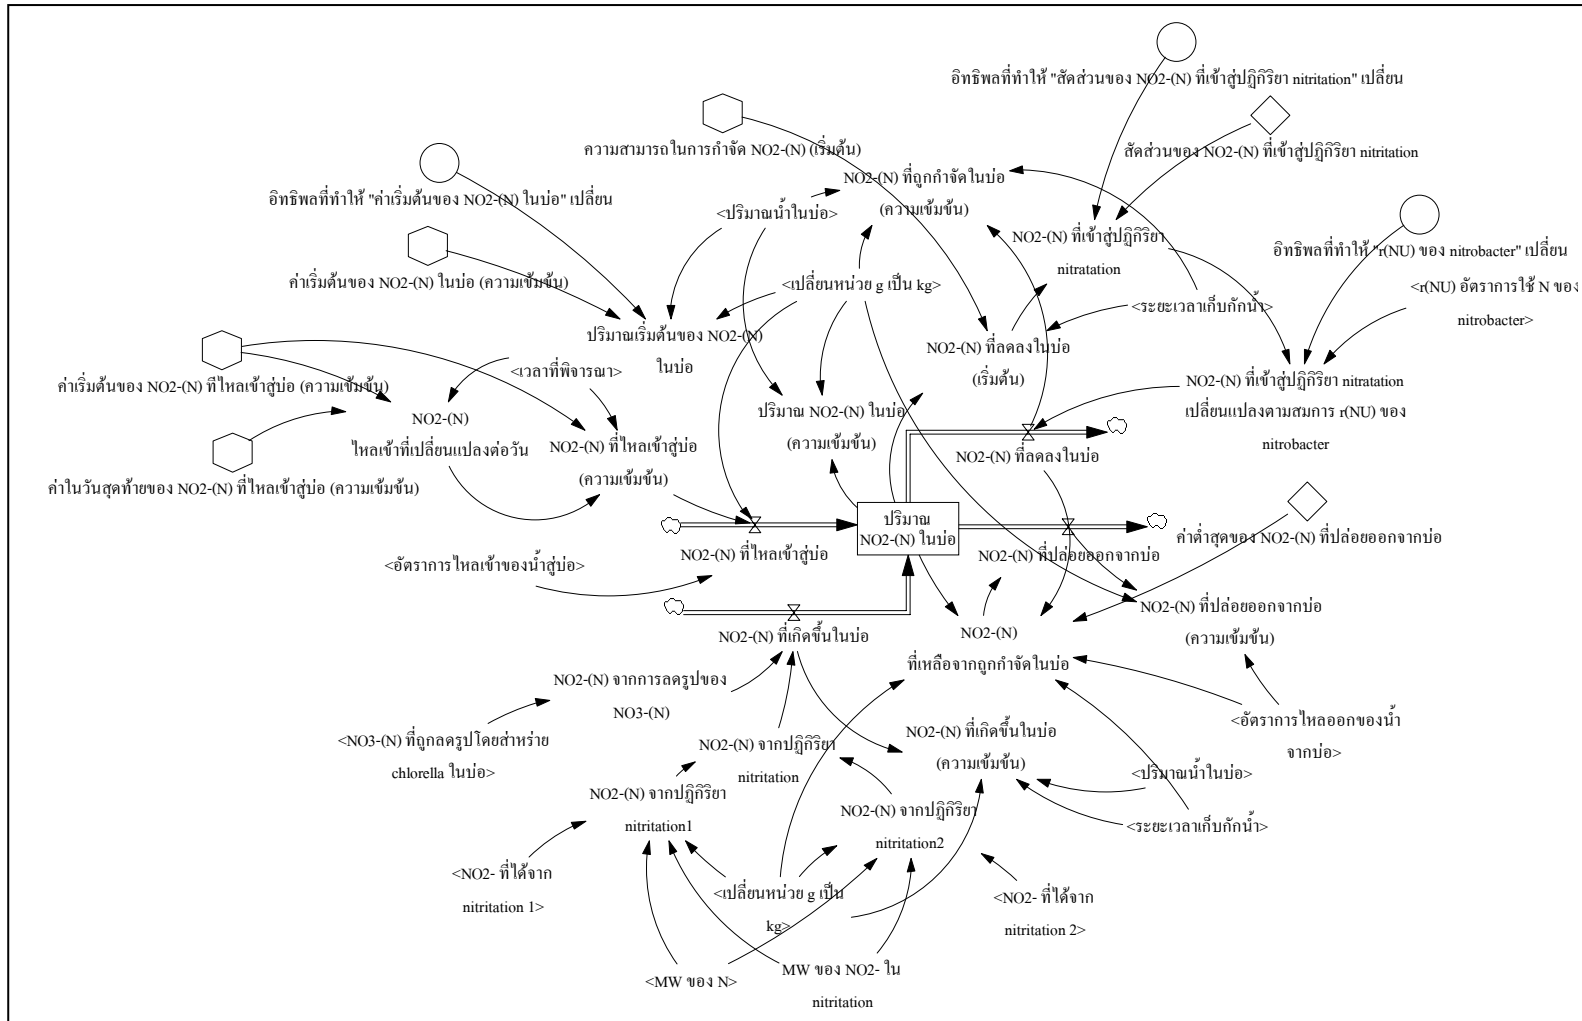 อิทธิพลที่ทำให้ "สัดส่วนของ NO2-(N) ที่เข้าสู่ปฏิกิริยา nitritation" เปลี่ยน
ความสามารถในการกำจัด NO2-(N) (เริ่มต้น)
สัดส่วนของ NO2-(N) ที่เข้าสู่ปฏิกิริยา nitritation
อิทธิพลที่ทำให้ "ค่าเริ่มต้นของ NO2-(N) ในบ่อ" เปลี่ยน
NO2-(N) ที่ถูกกำจัดในบ่อ
(ความเข้มข้น)
<ปริมาณน้ำในบ่อ>
NO2-(N) ที่เข้าสู่ปฏิกิริยา
nitratation
อิทธิพลที่ทำให้ "r(NU) ของ nitrobacter" เปลี่ยน
ค่าเริ่มต้นของ NO2-(N) ในบ่อ (ความเข้มข้น)
<เปลี่ยนหน่วย g เป็น kg>
<r(NU) อัตราการใช้ N ของ
nitrobacter>
<ระยะเวลาเก็บกักน้ำ>
ปริมาณเริ่มต้นของ NO2-(N)
ในบ่อ
NO2-(N) ที่ลดลงในบ่อ
(เริ่มต้น)
<เวลาที่พิจารณา>
ค่าเริ่มต้นของ NO2-(N) ที่ไหลเข้าสู่บ่อ (ความเข้มข้น)
NO2-(N) ที่เข้าสู่ปฏิกิริยา nitratation
เปลี่ยนแปลงตามสมการ r(NU) ของ
nitrobacter
NO2-(N)
ไหลเข้าที่เปลี่ยนแปลงต่อวัน
ปริมาณ NO2-(N) ในบ่อ
(ความเข้มข้น)
NO2-(N) ที่ไหลเข้าสู่บ่อ
(ความเข้มข้น)
NO2-(N) ที่ลดลงในบ่อ
ค่าในวันสุดท้ายของ NO2-(N) ที่ไหลเข้าสู่บ่อ (ความเข้มข้น)
ปริมาณ
NO2-(N) ในบ่อ
ค่าต่ำสุดของ NO2-(N) ที่ปล่อยออกจากบ่อ
NO2-(N) ที่ไหลเข้าสู่บ่อ
NO2-(N) ที่ปล่อยออกจากบ่อ
<อัตราการไหลเข้าของน้ำสู่บ่อ>
NO2-(N) ที่ปล่อยออกจากบ่อ
(ความเข้มข้น)
NO2-(N) ที่เกิดขึ้นในบ่อ
NO2-(N)
ที่เหลือจากถูกกำจัดในบ่อ
NO2-(N) จากการลดรูปของ
NO3-(N)
<อัตราการไหลออกของน้ำ
จากบ่อ>
<NO3-(N) ที่ถูกลดรูปโดยสาหร่าย
chlorella ในบ่อ>
NO2-(N) จากปฏิกิริยา
nitritation
NO2-(N) ที่เกิดขึ้นในบ่อ
(ความเข้มข้น)
<ปริมาณน้ำในบ่อ>
NO2-(N) จากปฏิกิริยา
nitritation1
NO2-(N) จากปฏิกิริยา
nitritation2
<ระยะเวลาเก็บกักน้ำ>
<NO2- ที่ได้จาก
nitritation 1>
<เปลี่ยนหน่วย g เป็น
kg>
<NO2- ที่ได้จาก
nitritation 2>
<MW ของ N>
MW ของ NO2- ใน
nitritation